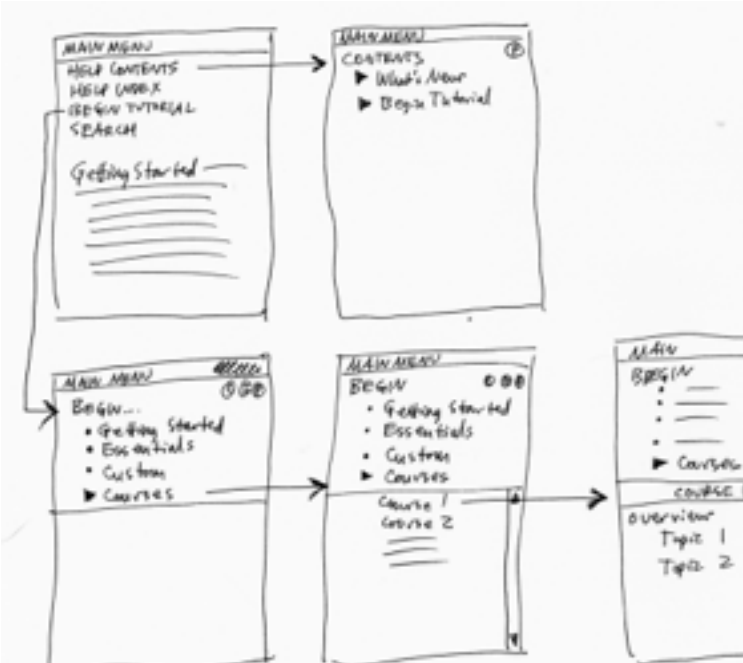 MAIN MENU
HELP CONTENTS
HELP INDEX
BEGIN TUTORIAL
SEARCH
Getting Started
MAIN MENU
?
CONTENTS
What's New
Begin Tutorial
MAIN MENU
BEGIN...
Getting Started
Essentials
Custom
Courses
MAIN MENU
BEGIN
Getting Started
Essentials
Custom
Courses
Course 1
Course 2
MAIN
BEGIN
Courses
COURSE
Overview
Topic 1
Topic 2